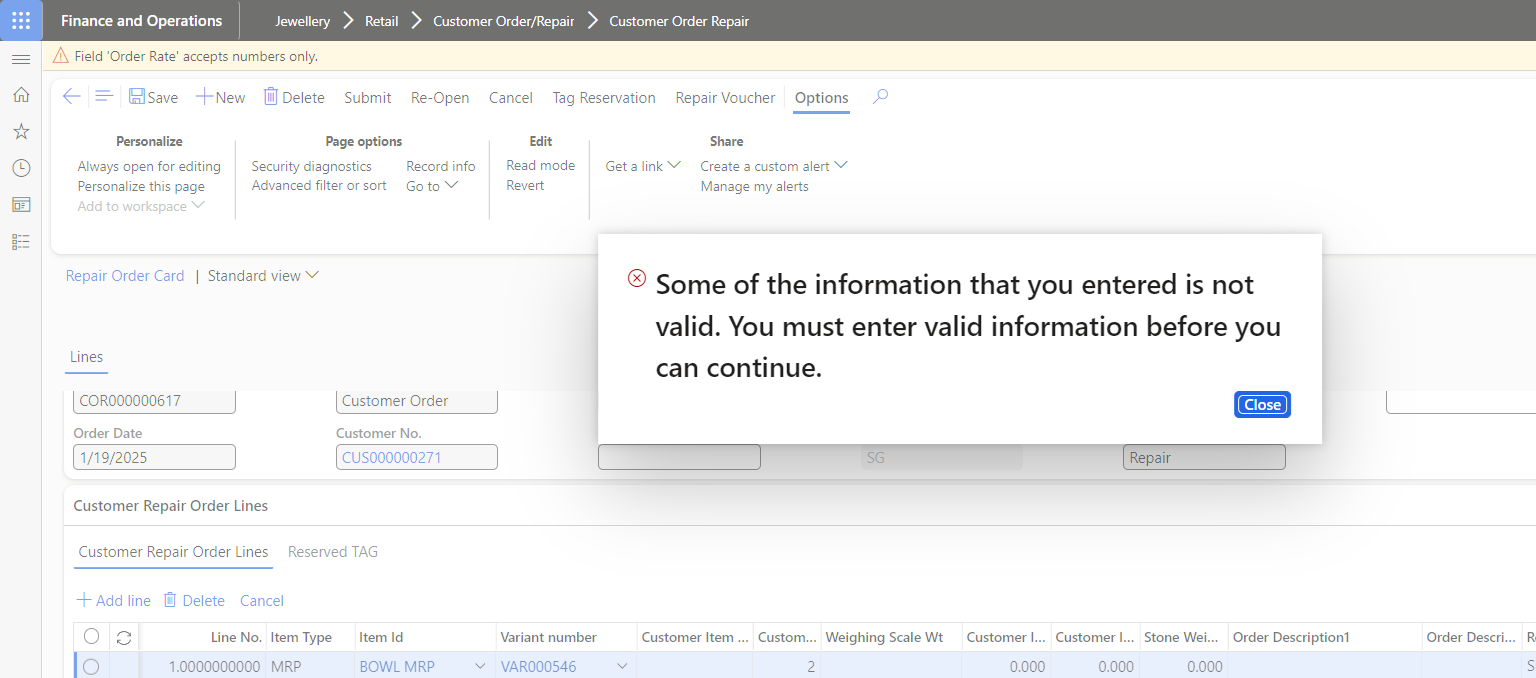 Finance and Operations
Jewellery > Retail > Customer Order/Repair > Customer Order Repair
Field 'Order Rate' accepts numbers only.
Save New Delete Submit Re-Open Cancel Tag Reservation Repair Voucher Options
Personalize
Always open for editing
Personalize this page
Add to workspace
Page options
Security diagnostics Record info
Advanced filter or sort Go to
Edit
Read mode
Revert
Share
Get a link Create a custom alert
Manage my alerts
Some of the information that you entered is not
valid. You must enter valid information before you
can continue.
Close
Repair Order Card | Standard view
Lines
COR000000617 Customer Order
Order Date Customer No.
1/19/2025 CUS000000271 SG Repair
Customer Repair Order Lines
Customer Repair Order Lines Reserved TAG
Add line Delete Cancel
Line No. Item Type Item Id Variant number Customer Item ... Custom... Weighing Scale Wt Customer I... Customer I... Stone Wei... Order Description1 Order Descri...
1.0000000000 MRP BOWL MRP VAR000546 2 0.000 0.000 0.000